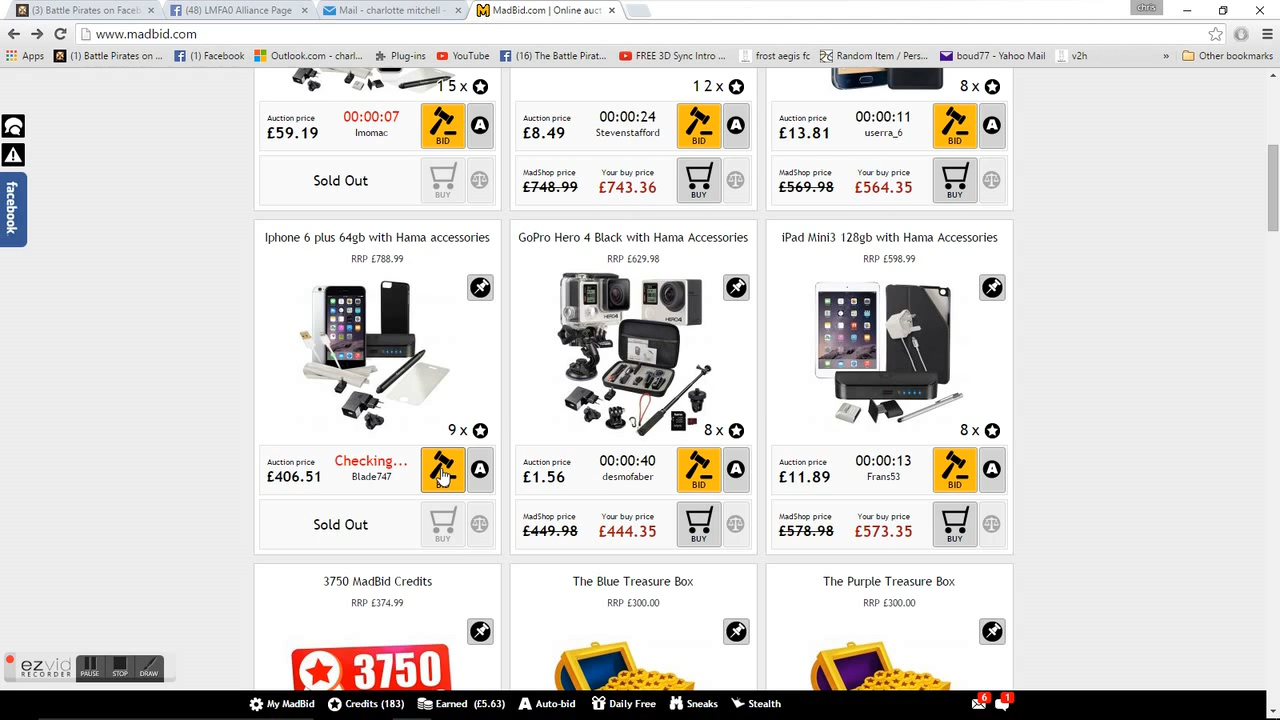 (3) Battle Pirates on Faceb
(48) LMFA0 Alliance Page
Mail - charlotte mitchell -
MadBid.com | Online auct
chris
www.madbid.com
Apps
(1) Battle Pirates on ...
(1) Facebook
Outlook.com - charl...
Plug-ins
YouTube
(16) The Battle Pirat...
FREE 3D Sync Intro ...
frost aegis fc
Random Item / Pers...
boud77 - Yahoo Mail
v2h
»
Other bookmarks
facebook
15 x
12 x
8 x
Auction price
£59.19
00:00:07
lmomac
BID
A
Auction price
£8.49
00:00:24
Stevenstafford
BID
A
Auction price
£13.81
00:00:11
userra_6
BID
A
Sold Out
BUY
MadShop price
£748.99
Your buy price
£743.36
BUY
MadShop price
£569.98
Your buy price
£564.35
BUY
Iphone 6 plus 64gb with Hama accessories
RRP £788.99
GoPro Hero 4 Black with Hama Accessories
RRP £629.98
iPad Mini3 128gb with Hama Accessories
RRP £598.99
9 x
8 x
8 x
Auction price
£406.51
Checking...
Blade747
A
Auction price
£1.56
00:00:40
desmofaber
BID
A
Auction price
£11.89
00:00:13
Frans53
BID
A
Sold Out
BUY
MadShop price
£449.98
Your buy price
£444.35
BUY
MadShop price
£578.98
Your buy price
£573.35
BUY
3750 MadBid Credits
RRP £374.99
The Blue Treasure Box
RRP £300.00
The Purple Treasure Box
RRP £300.00
3750
ezvid
RECORDER
PAUSE
STOP
DRAW
My MadBid
Credits (183)
Earned (£5.63)
Auto-bid
Daily Free
Sneaks
Stealth
6
1